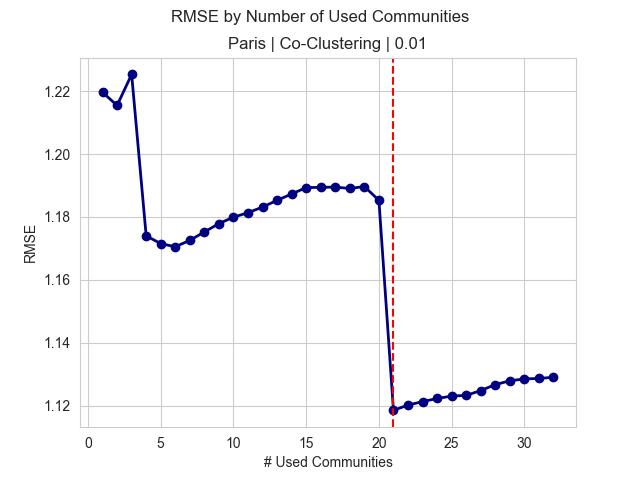 RMSE by Number of Used Communities
Paris | Co-Clustering | 0.01
1.22
1.20
1.18
1.16
1.14
1.12
RMSE
0 5 10 15 20 25 30
# Used Communities